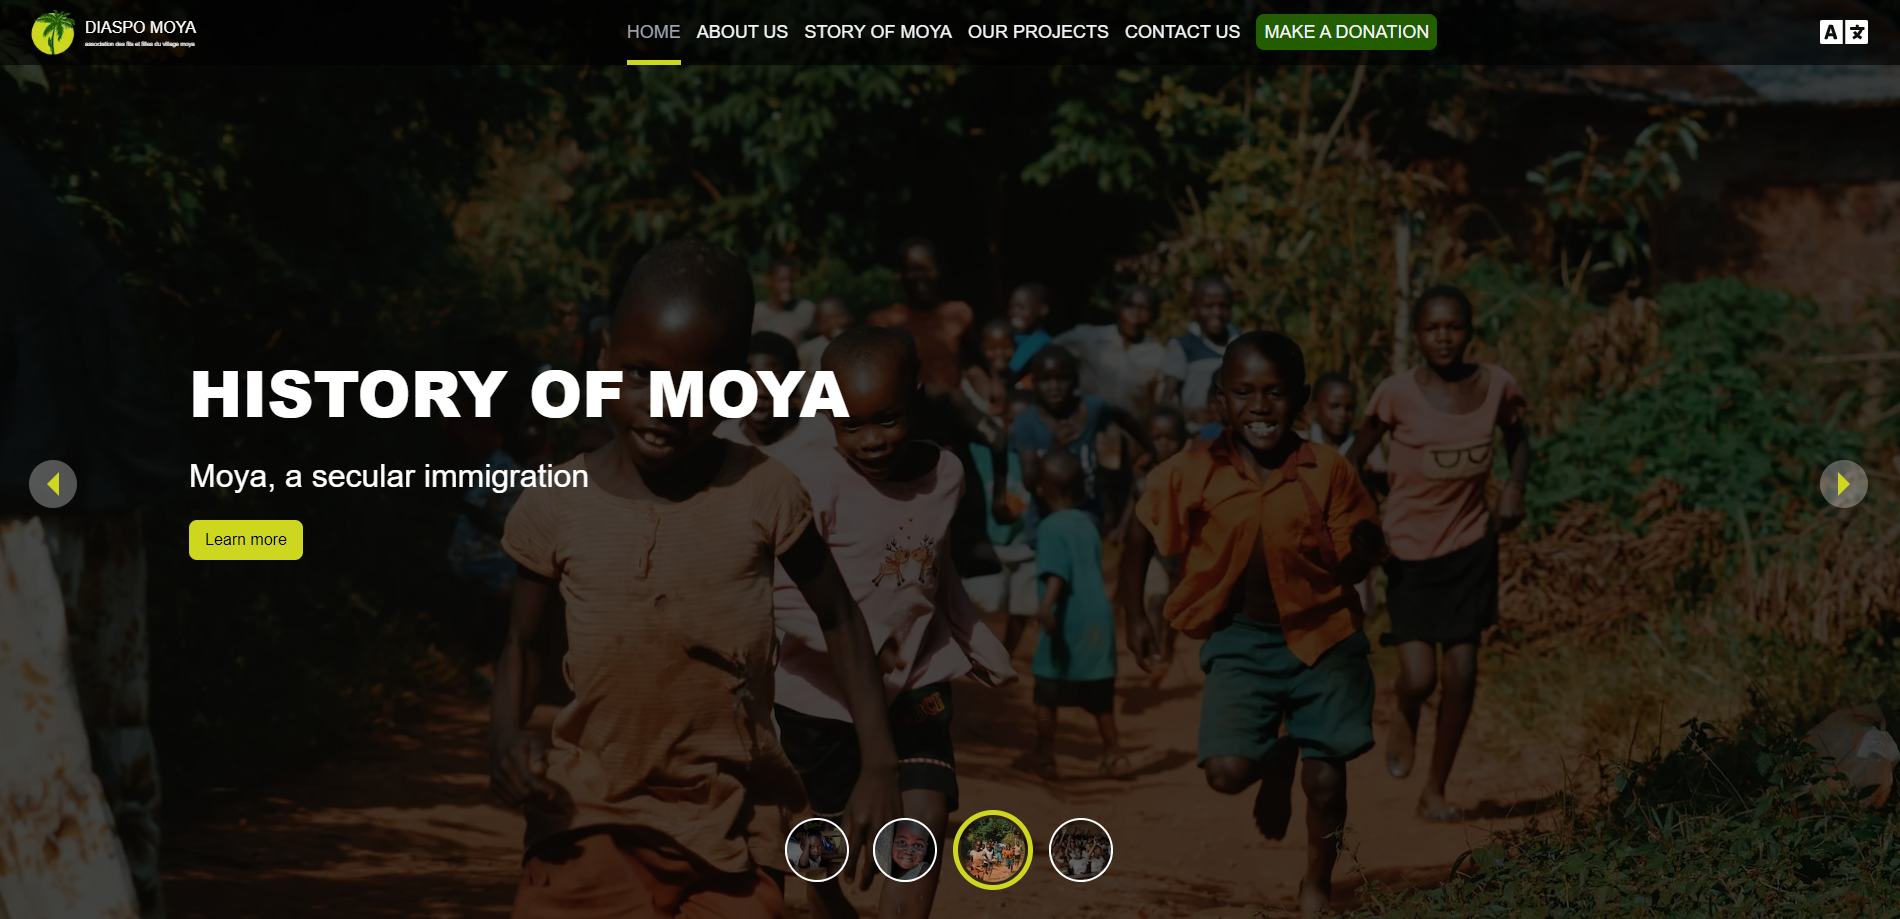 DIASPO MOYA
association des fils et filles du village moya
HOME ABOUT US STORY OF MOYA OUR PROJECTS CONTACT US MAKE A DONATION
A 文
HISTORY OF MOYA
Moya, a secular immigration
Learn more